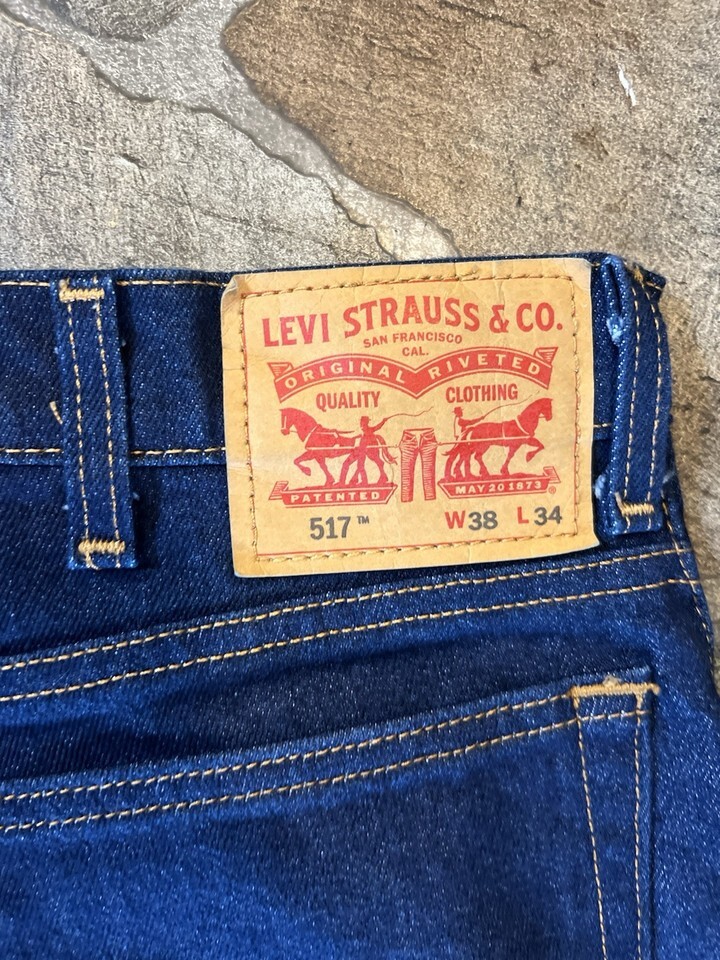 LEVI STRAUSS & CO.
SAN FRANCISCO
CAL.
ORIGINAL RIVETED
QUALITY CLOTHING
PATENTED MAY 20 1873 ®
517™ W38 L34